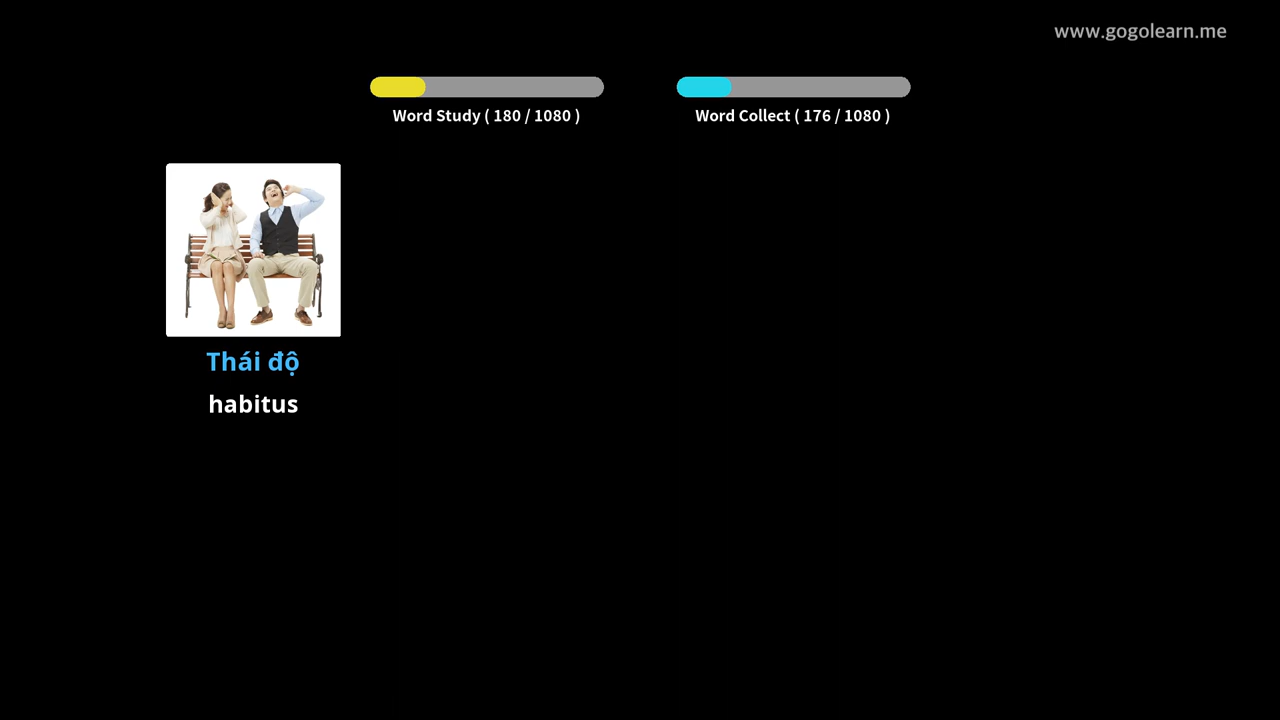 www.gogolearn.me
Word Study ( 180 / 1080 )
Word Collect ( 176 / 1080 )
Thái độ
habitus